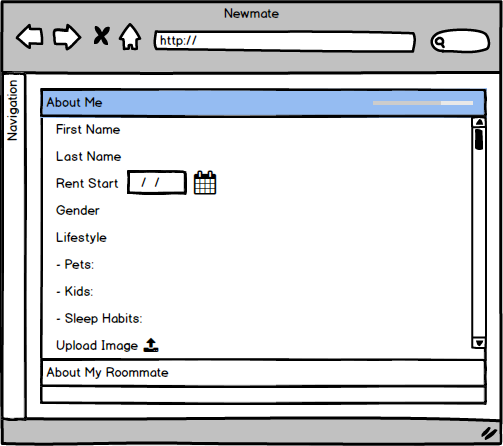 Newmate
http://
Navigation
About Me
First Name
Last Name
Rent Start / /
Gender
Lifestyle
- Pets:
- Kids:
- Sleep Habits:
Upload Image
About My Roommate